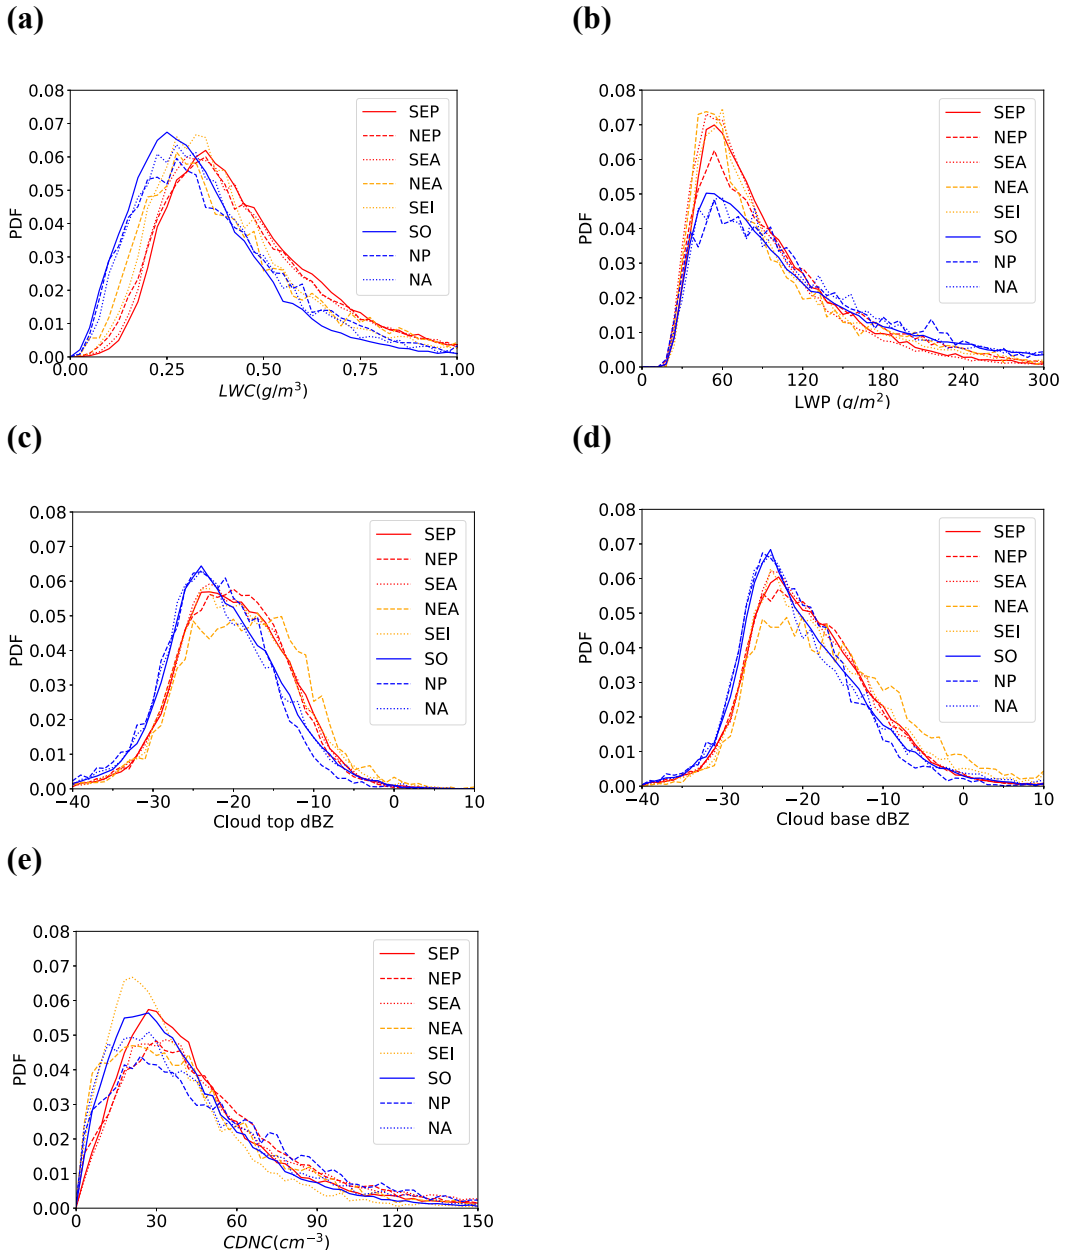 (a)
(b)
0.08
0.07
0.06
0.05
0.04
0.03
0.02
0.01
0.00
PDF
0.00 0.25 0.50 0.75 1.00
LWC(g/m³)
SEP
NEP
SEA
NEA
SEI
SO
NP
NA
0.08
0.07
0.06
0.05
0.04
0.03
0.02
0.01
0.00
PDF
0 60 120 180 240 300
LWP (g/m²)
SEP
NEP
SEA
NEA
SEI
SO
NP
NA
(c)
(d)
0.08
0.07
0.06
0.05
0.04
0.03
0.02
0.01
0.00
PDF
−40 −30 −20 −10 0 10
Cloud top dBZ
SEP
NEP
SEA
NEA
SEI
SO
NP
NA
0.08
0.07
0.06
0.05
0.04
0.03
0.02
0.01
0.00
PDF
−40 −30 −20 −10 0 10
Cloud base dBZ
SEP
NEP
SEA
NEA
SEI
SO
NP
NA
(e)
0.08
0.07
0.06
0.05
0.04
0.03
0.02
0.01
0.00
PDF
0 30 60 90 120 150
CDNC(cm⁻³)
SEP
NEP
SEA
NEA
SEI
SO
NP
NA